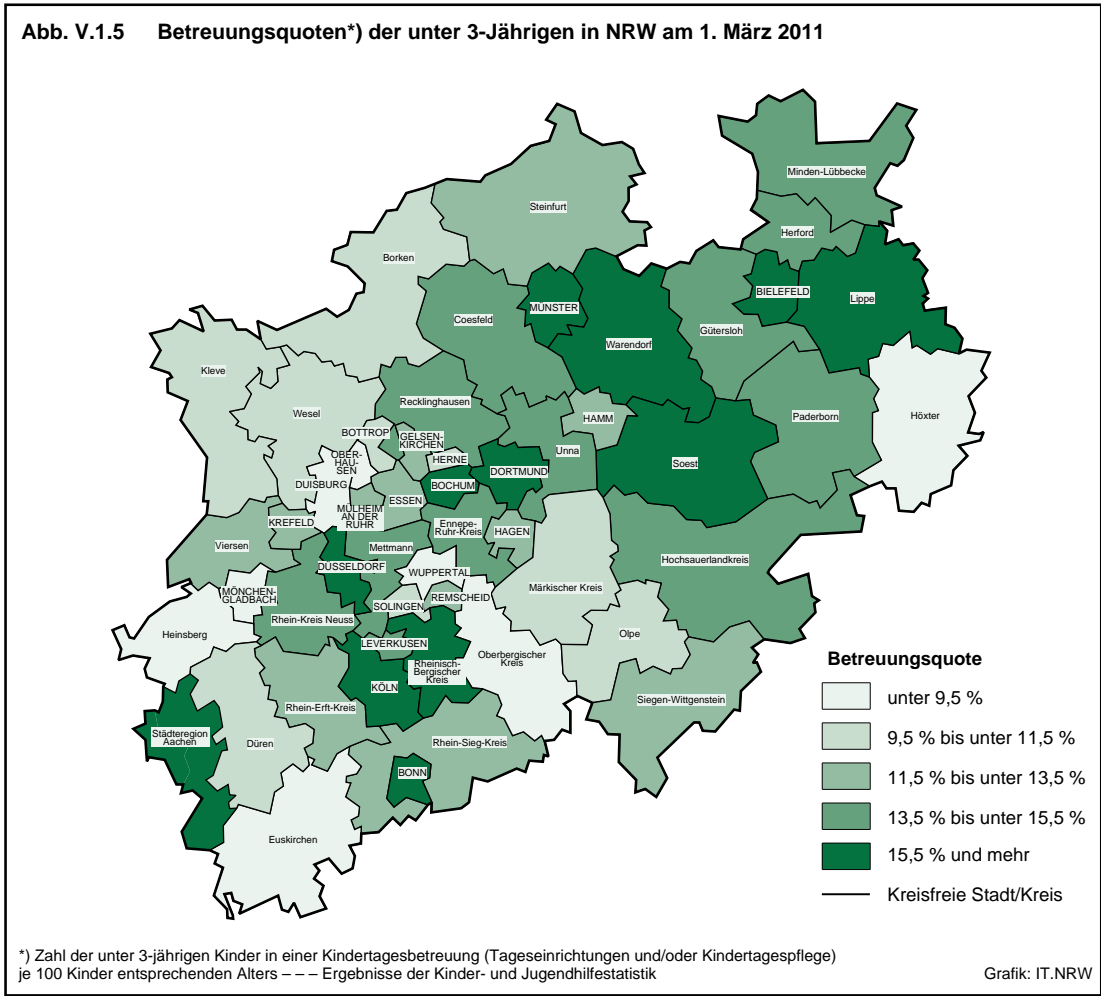 Abb. V.1.5 Betreuungsquoten*) der unter 3-Jährigen in NRW am 1. März 2011
Minden-Lübbecke
Steinfurt
Herford
Borken
BIELEFELD
Lippe
MÜNSTER
Coesfeld
Gütersloh
Warendorf
Kleve
Recklinghausen
Wesel
HAMM
Paderborn
Höxter
BOTTROP
GELSEN-
KIRCHEN
Unna
OBER-
HAU-
SEN
HERNE
Soest
DORTMUND
DUISBURG
BOCHUM
ESSEN
MÜLHEIM
AN DER
RUHR
KREFELD
Ennepe-
Ruhr-Kreis
HAGEN
Viersen
Mettmann
Hochsauerlandkreis
DÜSSELDORF
WUPPERTAL
Märkischer Kreis
MÖNCHEN-
GLADBACH
SOLINGEN
REMSCHEID
Rhein-Kreis Neuss
Heinsberg
Olpe
LEVERKUSEN
Oberbergischer
Kreis
Rheinisch-
Bergischer
Kreis
KÖLN
Siegen-Wittgenstein
Rhein-Erft-Kreis
Städteregion
Aachen
Düren
Rhein-Sieg-Kreis
BONN
Euskirchen
Betreuungsquote
unter 9,5 %
9,5 % bis unter 11,5 %
11,5 % bis unter 13,5 %
13,5 % bis unter 15,5 %
15,5 % und mehr
Kreisfreie Stadt/Kreis
*) Zahl der unter 3-jährigen Kinder in einer Kindertagesbetreuung (Tageseinrichtungen und/oder Kindertagespflege)
je 100 Kinder entsprechenden Alters – – – Ergebnisse der Kinder- und Jugendhilfestatistik
Grafik: IT.NRW